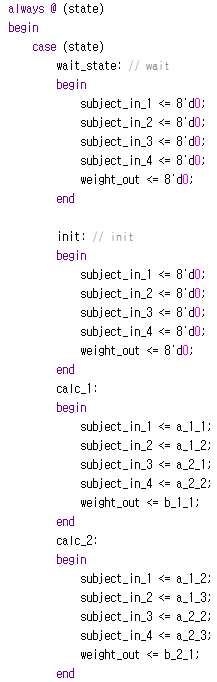 always @ (state)
begin
    case (state)
        wait_state: // wait
        begin
            subject_in_1 <= 8'd0;
            subject_in_2 <= 8'd0;
            subject_in_3 <= 8'd0;
            subject_in_4 <= 8'd0;
            weight_out <= 8'd0;
        end

        init: // init
        begin
            subject_in_1 <= 8'd0;
            subject_in_2 <= 8'd0;
            subject_in_3 <= 8'd0;
            subject_in_4 <= 8'd0;
            weight_out <= 8'd0;
        end
        calc_1:
        begin
            subject_in_1 <= a_1_1;
            subject_in_2 <= a_1_2;
            subject_in_3 <= a_2_1;
            subject_in_4 <= a_2_2;
            weight_out <= b_1_1;
        end
        calc_2:
        begin
            subject_in_1 <= a_1_2;
            subject_in_2 <= a_1_3;
            subject_in_3 <= a_2_2;
            subject_in_4 <= a_2_3;
            weight_out <= b_2_1;
        end